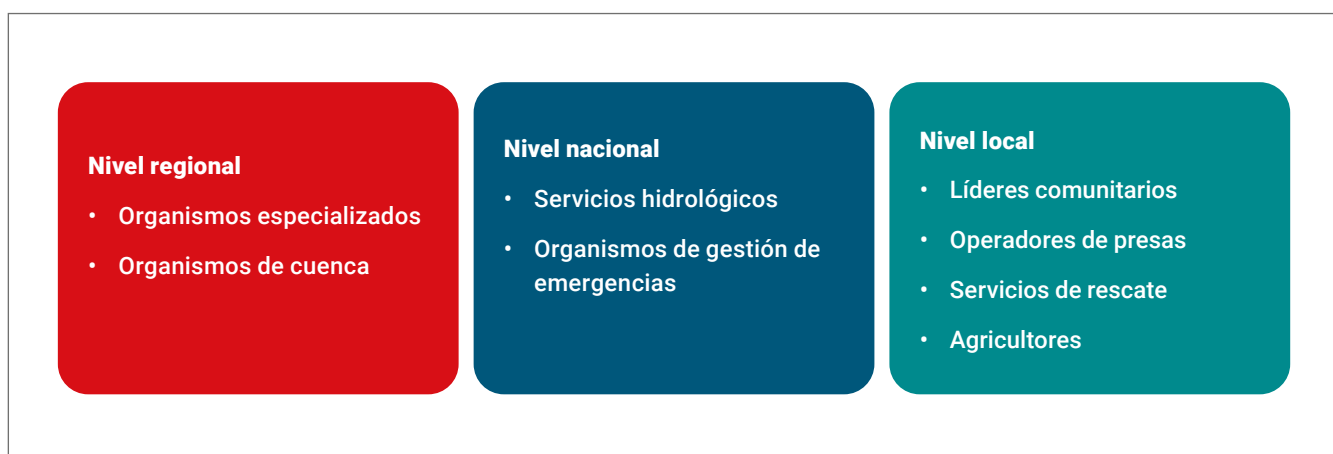 Nivel regional
• Organismos especializados
• Organismos de cuenca
Nivel nacional
• Servicios hidrológicos
• Organismos de gestión de
emergencias
Nivel local
• Líderes comunitarios
• Operadores de presas
• Servicios de rescate
• Agricultores